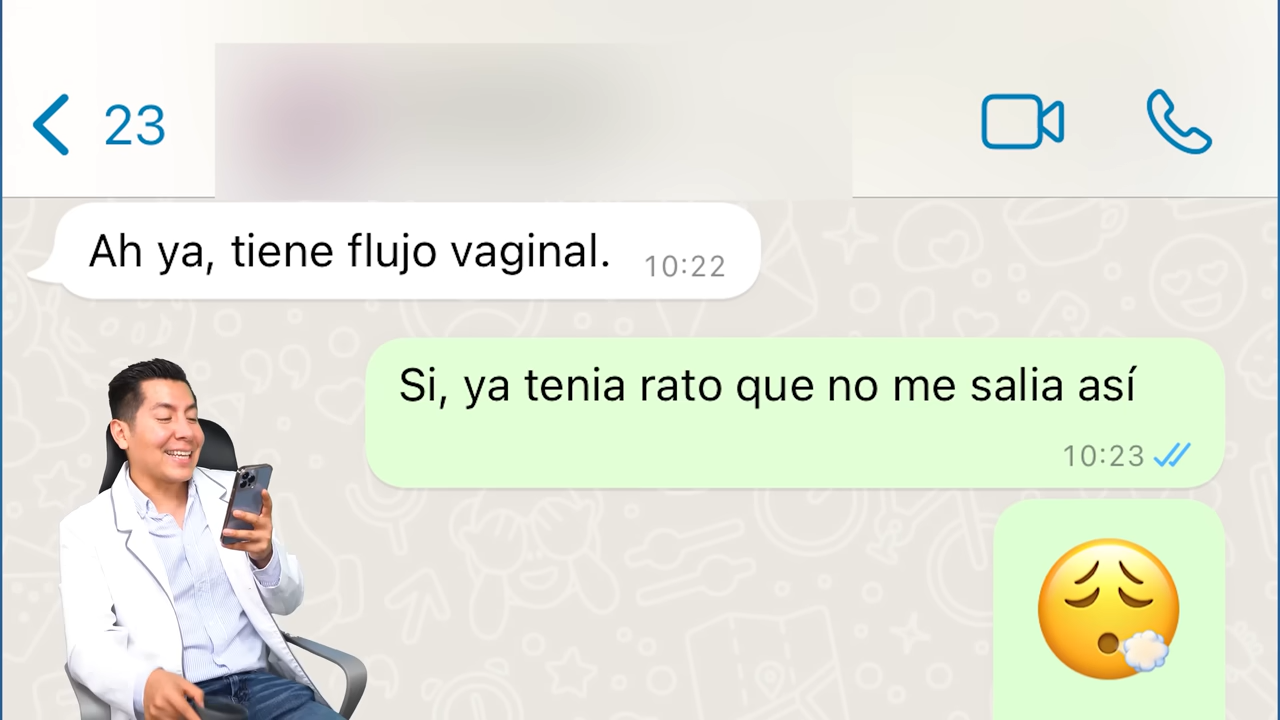 23
Ah ya, tiene flujo vaginal. 10:22
Si, ya tenia rato que no me salia así
10:23